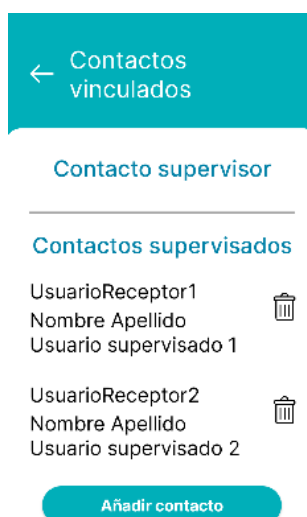 Contactos
vinculados
Contacto supervisor
Contactos supervisados
UsuarioReceptor1
Nombre Apellido
Usuario supervisado 1
UsuarioReceptor2
Nombre Apellido
Usuario supervisado 2
Añadir contacto